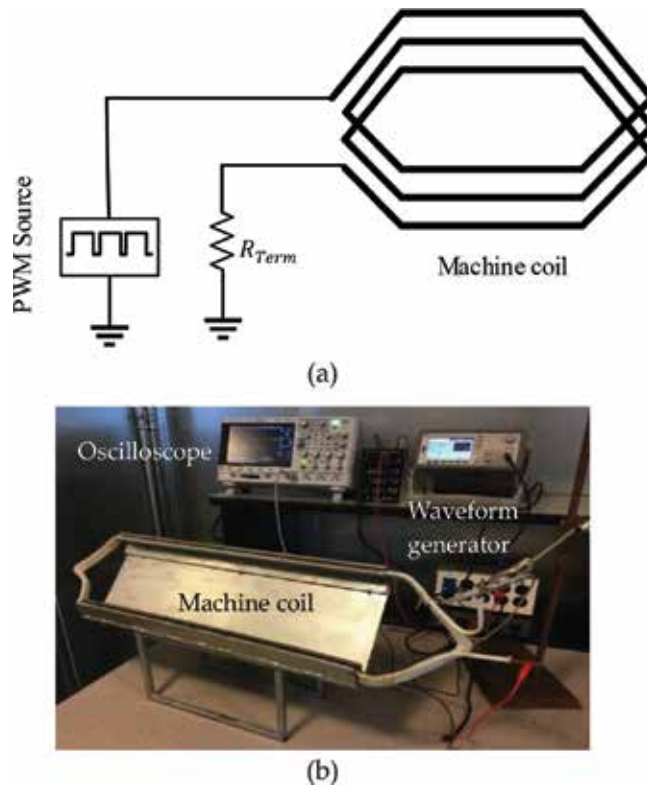 PWM Source
R_Term
Machine coil
(a)
Oscilloscope
Waveform
generator
Machine coil
(b)